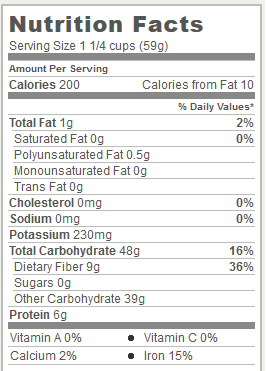 Nutrition Facts
Serving Size 1 1/4 cups (59g)
Amount Per Serving
Calories 200 Calories from Fat 10
% Daily Values*
Total Fat 1g 2%
Saturated Fat 0g 0%
Polyunsaturated Fat 0.5g
Monounsaturated Fat 0g
Trans Fat 0g
Cholesterol 0mg 0%
Sodium 0mg 0%
Potassium 230mg
Total Carbohydrate 48g 16%
Dietary Fiber 9g 36%
Sugars 0g
Other Carbohydrate 39g
Protein 6g
Vitamin A 0% • Vitamin C 0%
Calcium 2% • Iron 15%